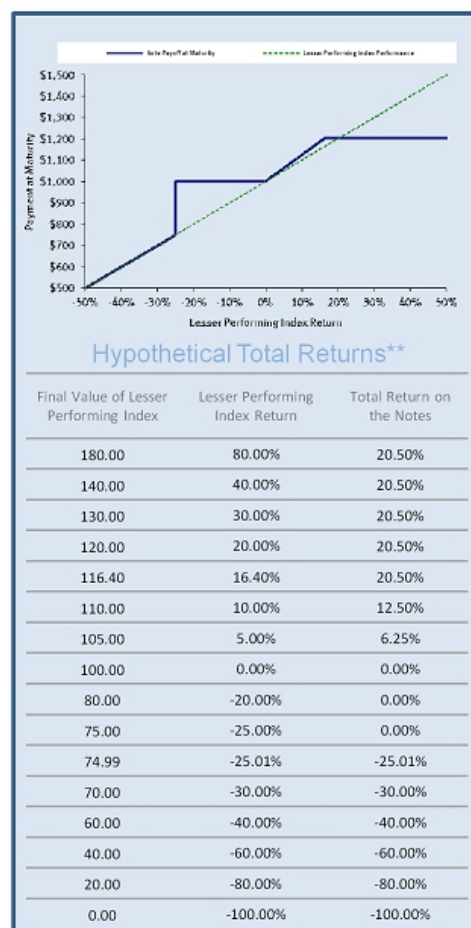 Note Payoff at Maturity Lesser Performing Index Performance
$1,500
$1,400
$1,300
$1,200
$1,100
$1,000
$900
$800
$700
$600
$500
Payment at Maturity
-50% -40% -30% -20% -10% 0% 10% 20% 30% 40% 50%
Lesser Performing Index Return
Hypothetical Total Returns**
Final Value of Lesser Performing Index Lesser Performing Index Return Total Return on the Notes
180.00 80.00% 20.50%
140.00 40.00% 20.50%
130.00 30.00% 20.50%
120.00 20.00% 20.50%
116.40 16.40% 20.50%
110.00 10.00% 12.50%
105.00 5.00% 6.25%
100.00 0.00% 0.00%
80.00 -20.00% 0.00%
75.00 -25.00% 0.00%
74.99 -25.01% -25.01%
70.00 -30.00% -30.00%
60.00 -40.00% -40.00%
40.00 -60.00% -60.00%
20.00 -80.00% -80.00%
0.00 -100.00% -100.00%